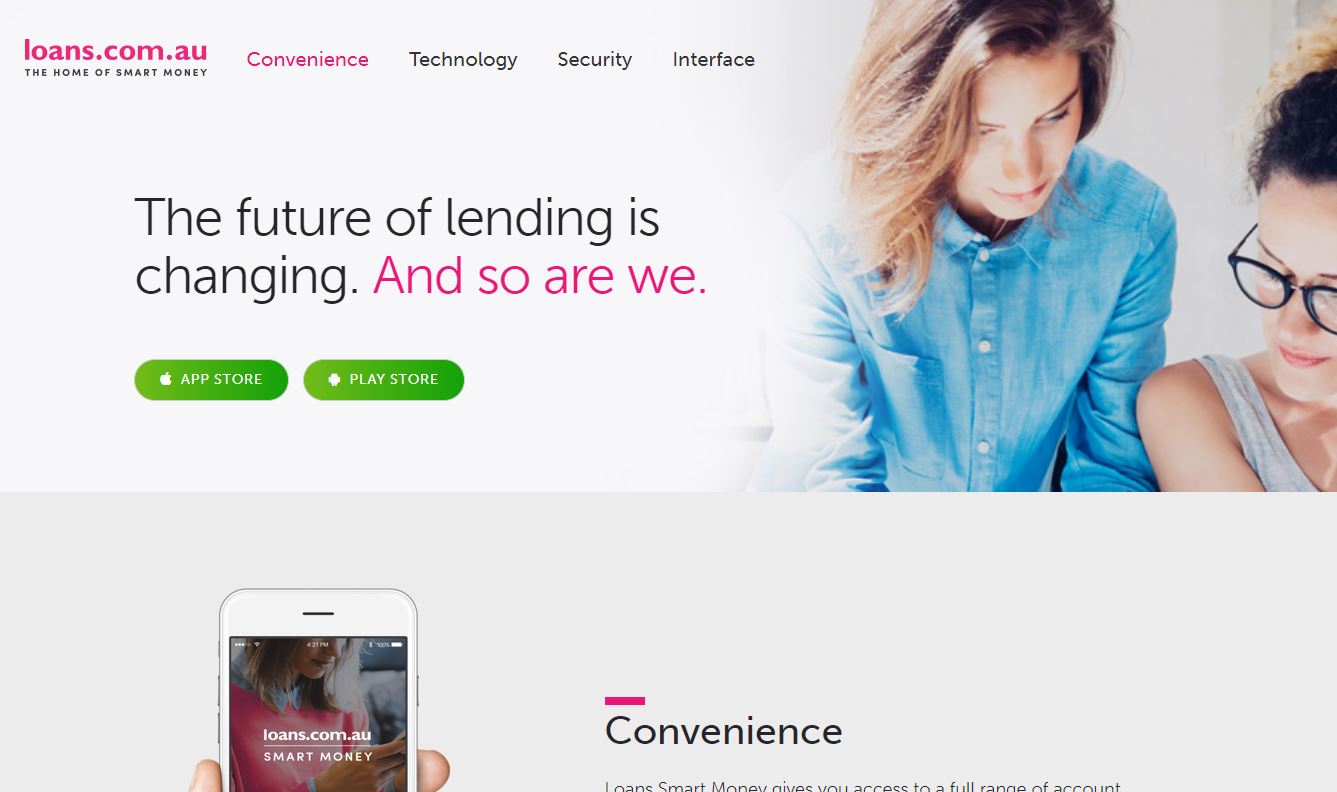 loans.com.au
THE HOME OF SMART MONEY
Convenience Technology Security Interface
The future of lending is
changing. And so are we.
APP STORE PLAY STORE
4:21 PM 100%
loans.com.au
SMART MONEY
Convenience
Loans Smart Money gives you access to a full range of account